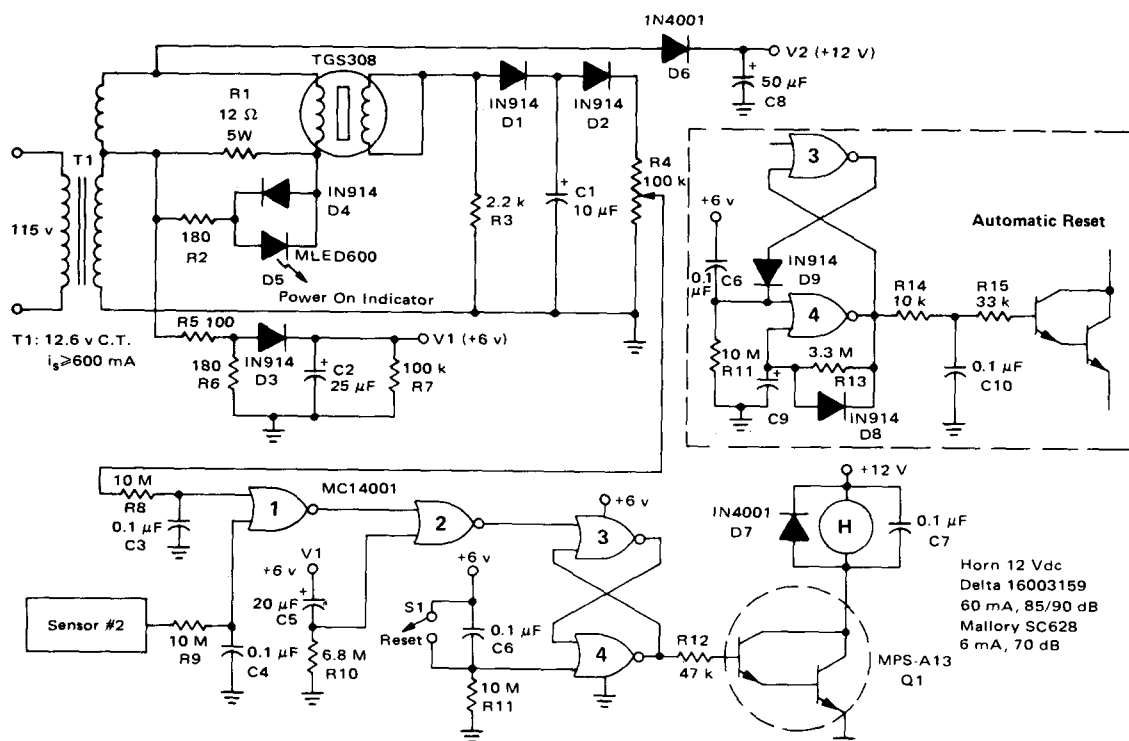 1N4001
V2 (+12 V)
TGS308
D6
50 µF
C8
R1
12 Ω
5W
IN914
D1
IN914
D2
R4
100 k
T1
115 v
IN914
D4
180
R2
MLED600
D5
Power On Indicator
2.2 k
R3
+
C1
10 µF
+6 v
3
Automatic Reset
0.1
µF
C6
IN914
D9
4
R14
10 k
R15
33 k
10 M
R11
3.3 M
R13
0.1 µF
C10
+
C9
IN914
D8
T1: 12.6 v C.T.
is≥600 mA
R5 100
V1 (+6 v)
180
R6
IN914
D3
+
C2
25 µF
100 k
R7
10 M
R8
0.1 µF
C3
1
MC14001
2
+6 v
3
+12 V
1N4001
D7
H
0.1 µF
C7
Horn 12 Vdc
Delta 16003159
60 mA, 85/90 dB
Mallory SC628
6 mA, 70 dB
V1
+6 v
20 µF
+
C5
+6 v
S1
Reset
0.1 µF
C6
Sensor #2
10 M
R9
0.1 µF
C4
6.8 M
R10
10 M
R11
4
R12
47 k
MPS-A13
Q1